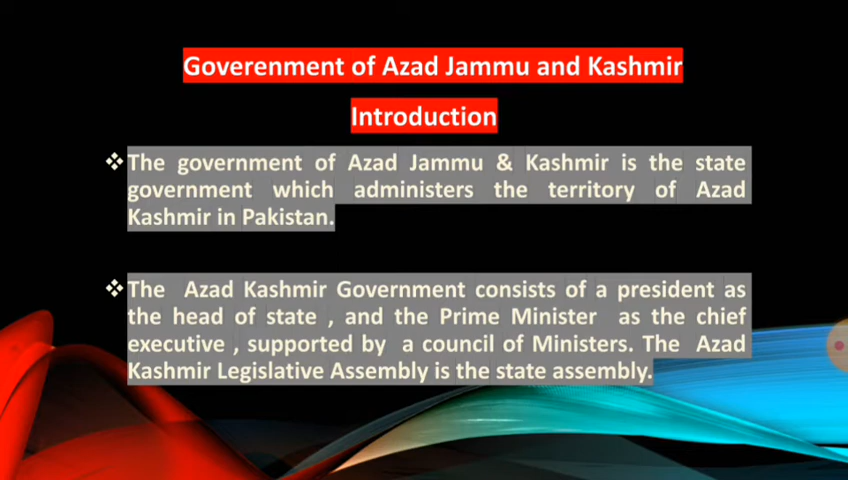 Goverenment of Azad Jammu and Kashmir
Introduction
❖ The government of Azad Jammu & Kashmir is the state
government which administers the territory of Azad
Kashmir in Pakistan.
❖ The Azad Kashmir Government consists of a president as
the head of state , and the Prime Minister as the chief
executive , supported by a council of Ministers. The Azad
Kashmir Legislative Assembly is the state assembly.